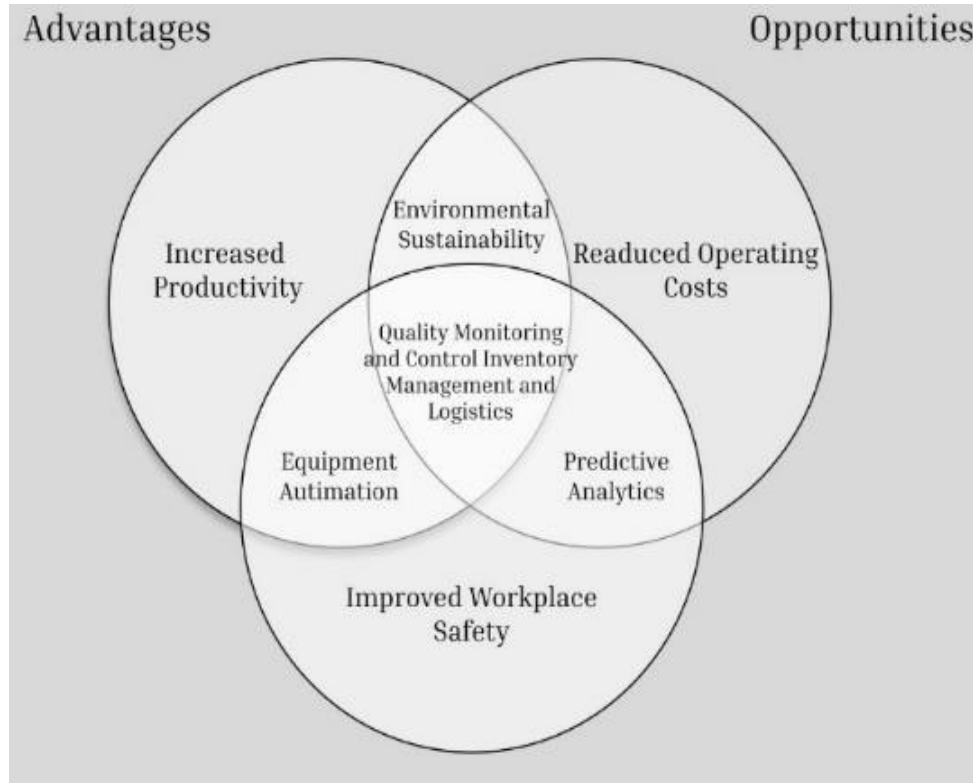 Advantages
Opportunities
Environmental
Sustainability
Increased
Productivity
Readuced Operating
Costs
Quality Monitoring
and Control Inventory
Management and
Logistics
Equipment
Autimation
Predictive
Analytics
Improved Workplace
Safety